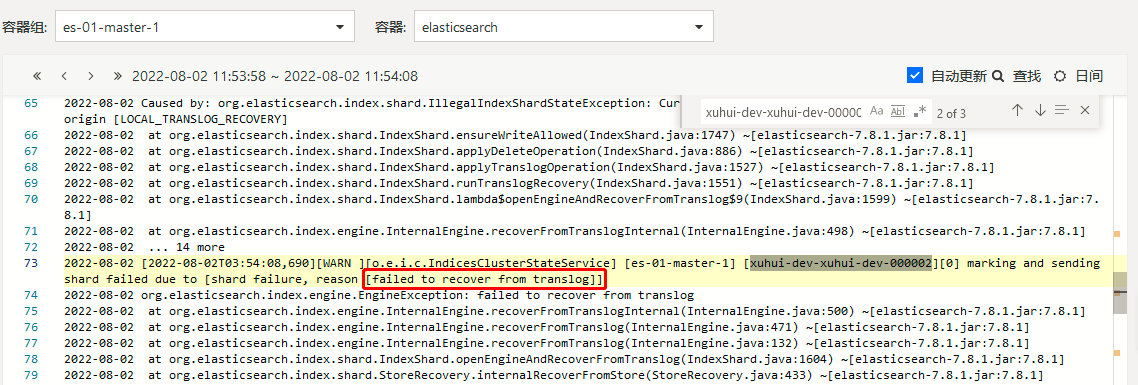 容器组: es-01-master-1 容器: elasticsearch
2022-08-02 11:53:58 ~ 2022-08-02 11:54:08 自动更新 查找 日间
xuhui-dev-xuhui-dev-00000 Aa Abl .* 2 of 3
65 2022-08-02 Caused by: org.elasticsearch.index.shard.IllegalIndexShardStateException: Cur
origin [LOCAL_TRANSLOG_RECOVERY]
66 2022-08-02  at org.elasticsearch.index.shard.IndexShard.ensureWriteAllowed(IndexShard.java:1747) ~[elasticsearch-7.8.1.jar:7.8.1]
67 2022-08-02  at org.elasticsearch.index.shard.IndexShard.applyDeleteOperation(IndexShard.java:886) ~[elasticsearch-7.8.1.jar:7.8.1]
68 2022-08-02  at org.elasticsearch.index.shard.IndexShard.applyTranslogOperation(IndexShard.java:1527) ~[elasticsearch-7.8.1.jar:7.8.1]
69 2022-08-02  at org.elasticsearch.index.shard.IndexShard.runTranslogRecovery(IndexShard.java:1551) ~[elasticsearch-7.8.1.jar:7.8.1]
70 2022-08-02  at org.elasticsearch.index.shard.IndexShard.lambda$openEngineAndRecoverFromTranslog$9(IndexShard.java:1599) ~[elasticsearch-7.8.1.jar:7.
8.1]
71 2022-08-02  at org.elasticsearch.index.engine.InternalEngine.recoverFromTranslogInternal(InternalEngine.java:498) ~[elasticsearch-7.8.1.jar:7.8.1]
72 2022-08-02  ... 14 more
73 2022-08-02 [2022-08-02T03:54:08,690][WARN ][o.e.i.c.IndicesClusterStateService] [es-01-master-1] [xuhui-dev-xuhui-dev-000002][0] marking and sending
shard failed due to [shard failure, reason [failed to recover from translog]]
74 2022-08-02 org.elasticsearch.index.engine.EngineException: failed to recover from translog
75 2022-08-02  at org.elasticsearch.index.engine.InternalEngine.recoverFromTranslog(InternalEngine.java:500) ~[elasticsearch-7.8.1.jar:7.8.1]
76 2022-08-02  at org.elasticsearch.index.engine.InternalEngine.recoverFromTranslog(InternalEngine.java:471) ~[elasticsearch-7.8.1.jar:7.8.1]
77 2022-08-02  at org.elasticsearch.index.engine.InternalEngine.recoverFromTranslog(InternalEngine.java:132) ~[elasticsearch-7.8.1.jar:7.8.1]
78 2022-08-02  at org.elasticsearch.index.shard.IndexShard.openEngineAndRecoverFromTranslog(IndexShard.java:1604) ~[elasticsearch-7.8.1.jar:7.8.1]
79 2022-08-02  at org.elasticsearch.index.shard.StoreRecovery.internalRecoverFromStore(StoreRecovery.java:433) ~[elasticsearch-7.8.1.jar:7.8.1]